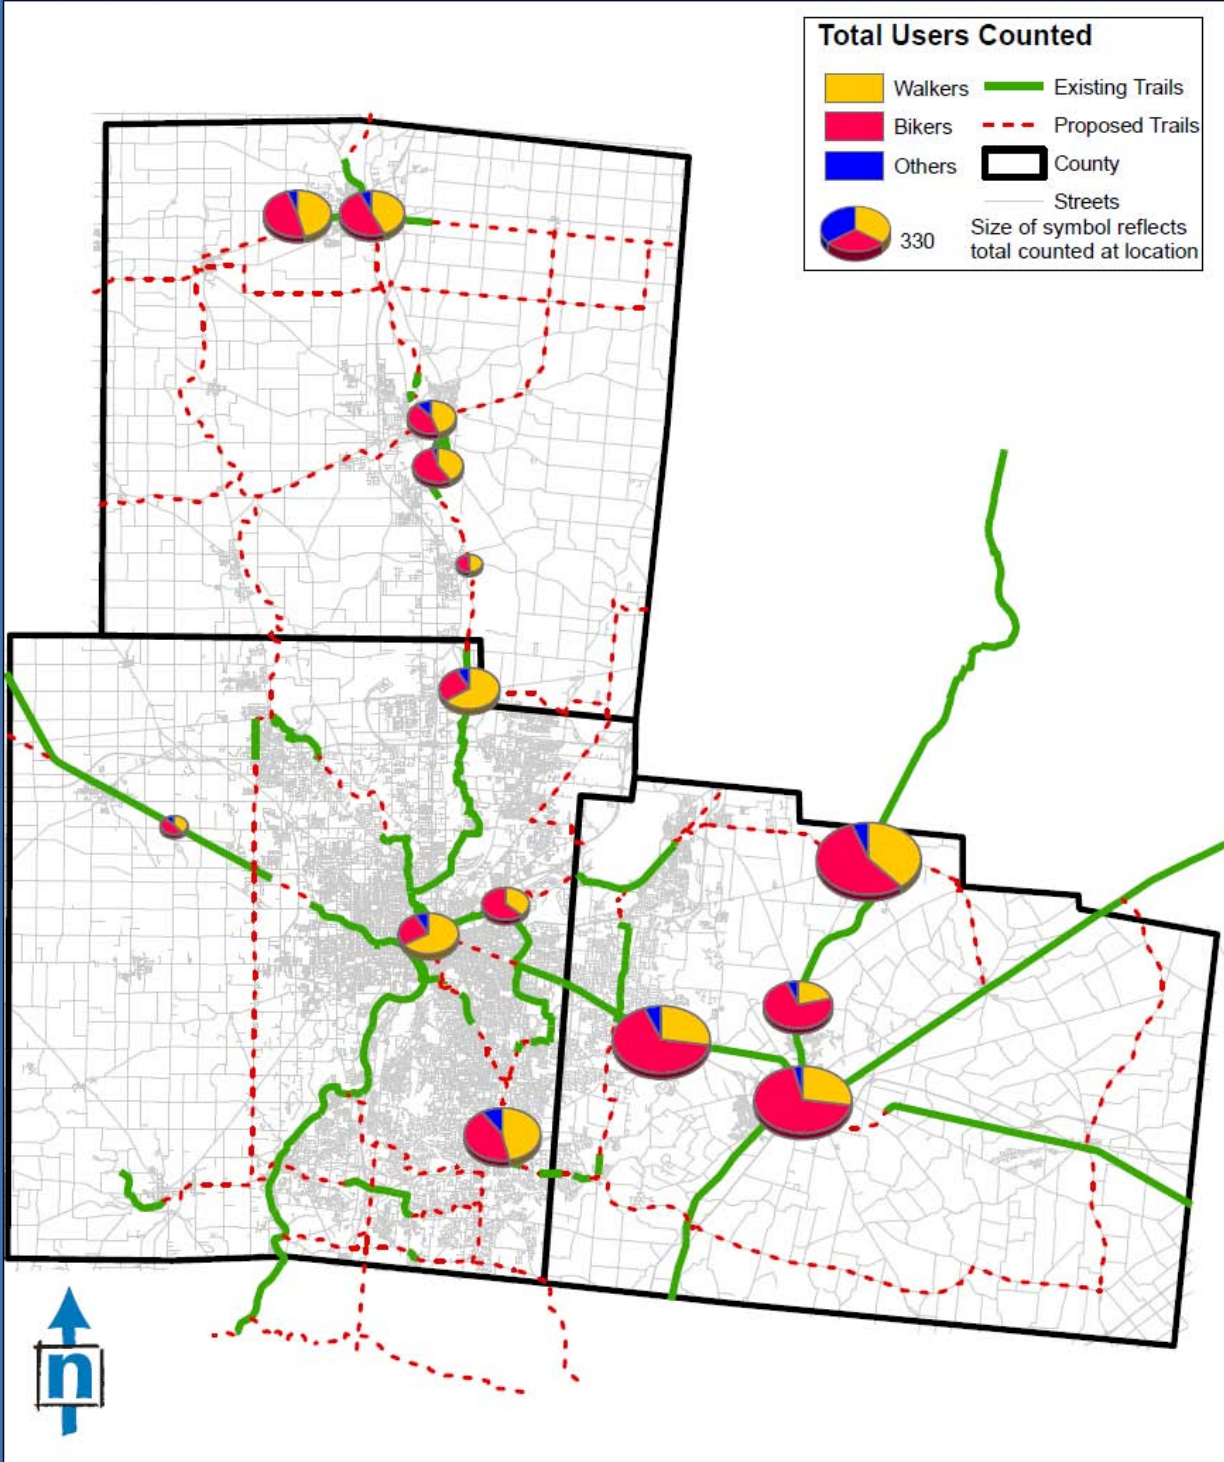 Total Users Counted
Walkers
Existing Trails
Bikers
Proposed Trails
Others
County
Streets
330
Size of symbol reflects
total counted at location
n